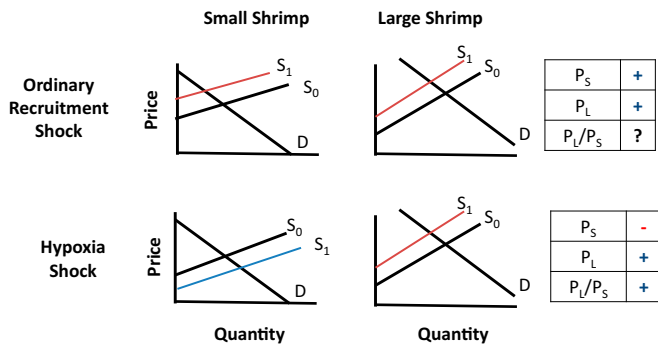 Small Shrimp
Large Shrimp
Ordinary
Recruitment
Shock
Price
S1
S0
D
S1
S0
D
PS +
PL +
PL/PS ?
Hypoxia
Shock
Price
S0
S1
D
S1
S0
D
PS -
PL +
PL/PS +
Quantity
Quantity